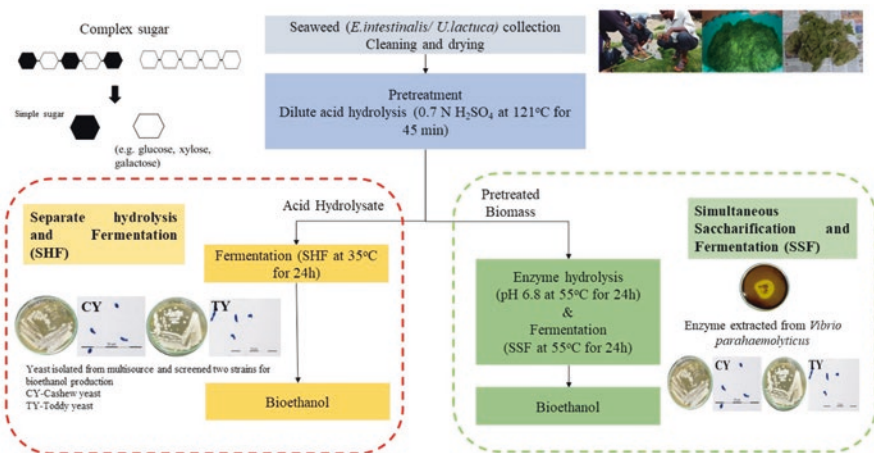 Complex sugar
Simple sugar
(e.g. glucose, xylose,
galactose)
Seaweed (E.intestinalis/ U.lactuca) collection
Cleaning and drying
Pretreatment
Dilute acid hydrolysis (0.7 N H₂SO₄ at 121°C for
45 min)
Acid Hydrolysate
Pretreated
Biomass
Separate hydrolysis
and Fermentation
(SHF)
Fermentation (SHF at 35°C
for 24h)
CY
TY
Yeast isolated from multisource and screened two strains for
bioethanol production
CY-Cashew yeast
TY-Toddy yeast
Bioethanol
Enzyme hydrolysis
(pH 6.8 at 55°C for 24h)
&
Fermentation
(SSF at 55°C for 24h)
Bioethanol
Simultaneous
Saccharification and
Fermentation (SSF)
Enzyme extracted from Vibrio
parahaemolyticus
CY
TY